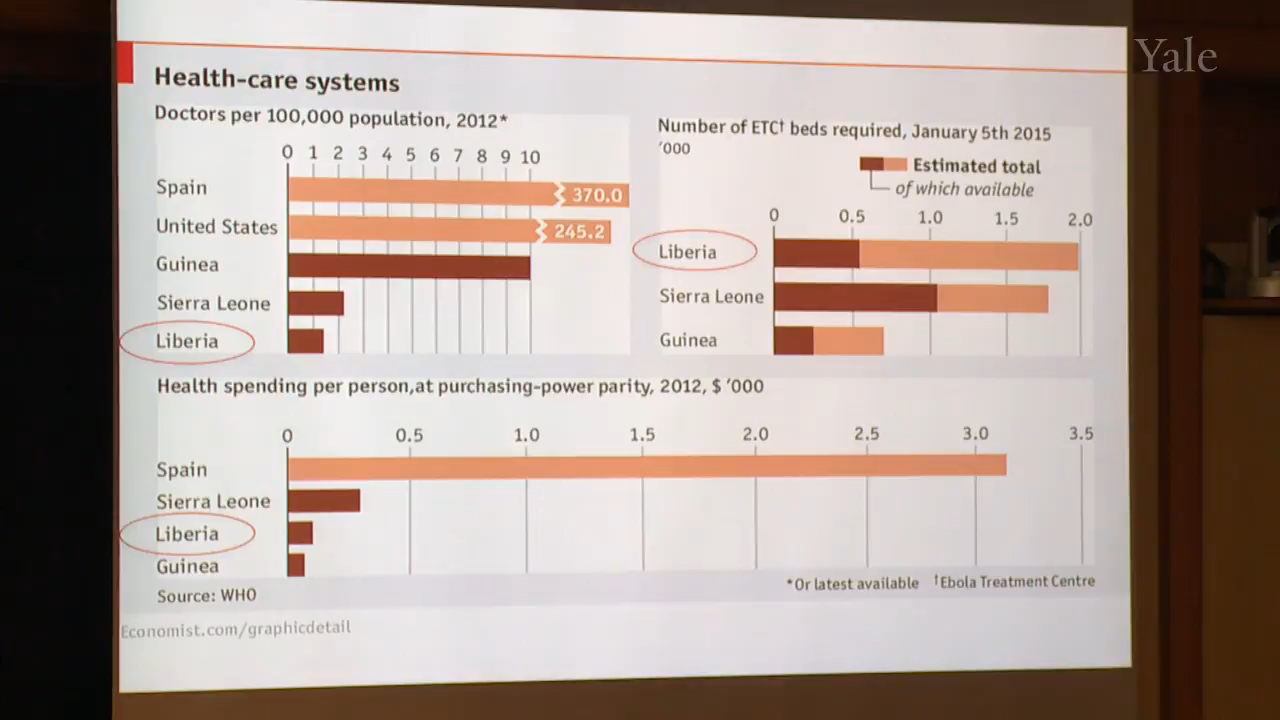 Yale
Health-care systems
Doctors per 100,000 population, 2012*
0 1 2 3 4 5 6 7 8 9 10
Spain 370.0
United States 245.2
Guinea
Sierra Leone
Liberia
Number of ETC† beds required, January 5th 2015
'000
Estimated total
of which available
0 0.5 1.0 1.5 2.0
Liberia
Sierra Leone
Guinea
Health spending per person,at purchasing-power parity, 2012, $ '000
0 0.5 1.0 1.5 2.0 2.5 3.0 3.5
Spain
Sierra Leone
Liberia
Guinea
Source: WHO
*Or latest available †Ebola Treatment Centre
Economist.com/graphicdetail